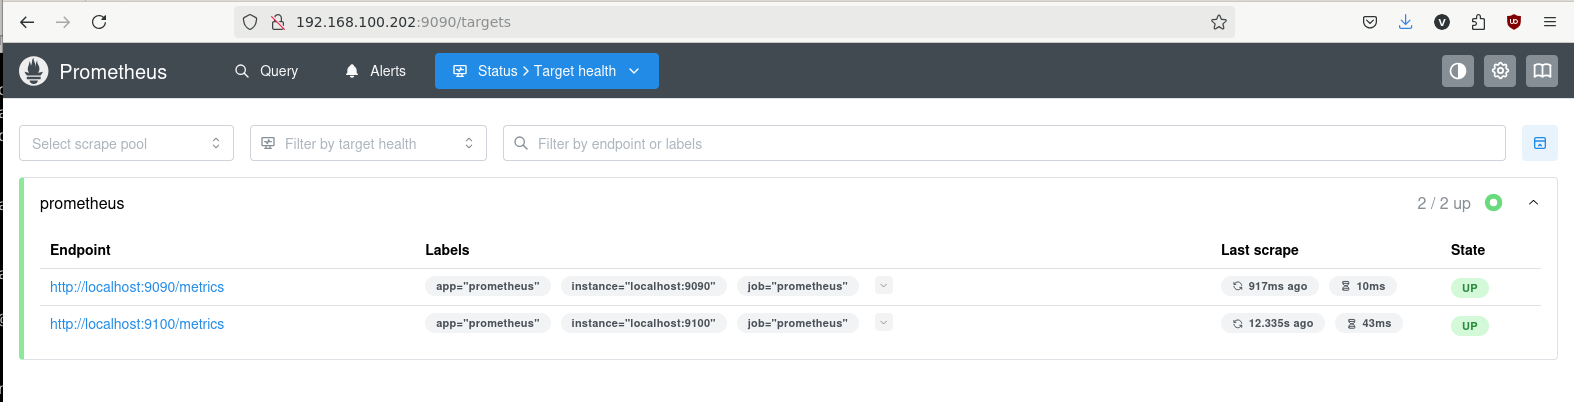 192.168.100.202:9090/targets
Prometheus Query Alerts Status > Target health
Select scrape pool Filter by target health Filter by endpoint or labels
prometheus 2 / 2 up
Endpoint Labels Last scrape State
http://localhost:9090/metrics app="prometheus" instance="localhost:9090" job="prometheus" 917ms ago 10ms UP
http://localhost:9100/metrics app="prometheus" instance="localhost:9100" job="prometheus" 12.335s ago 43ms UP